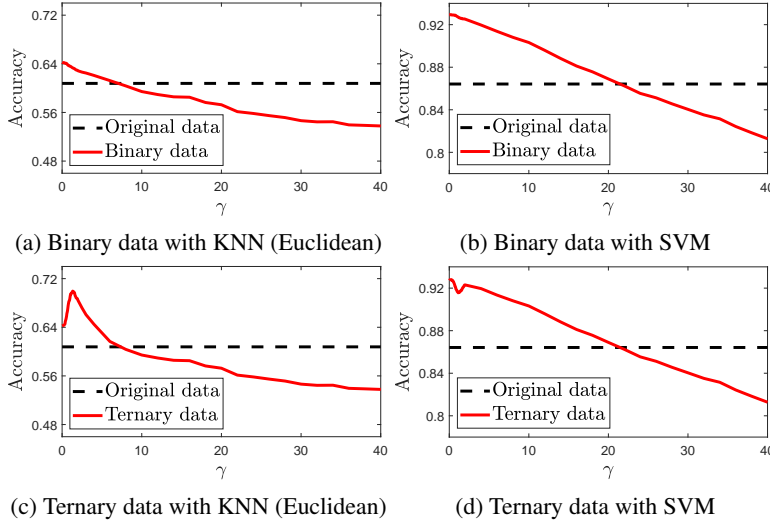 0.72
0.64
0.56
0.48
Accuracy
Original data
Binary data
0 10 20 30 40
γ
(a) Binary data with KNN (Euclidean)
0.92
0.88
0.84
0.8
Accuracy
Original data
Binary data
0 10 20 30 40
γ
(b) Binary data with SVM
0.72
0.64
0.56
0.48
Accuracy
Original data
Ternary data
0 10 20 30 40
γ
(c) Ternary data with KNN (Euclidean)
0.92
0.88
0.84
0.8
Accuracy
Original data
Ternary data
0 10 20 30 40
γ
(d) Ternary data with SVM